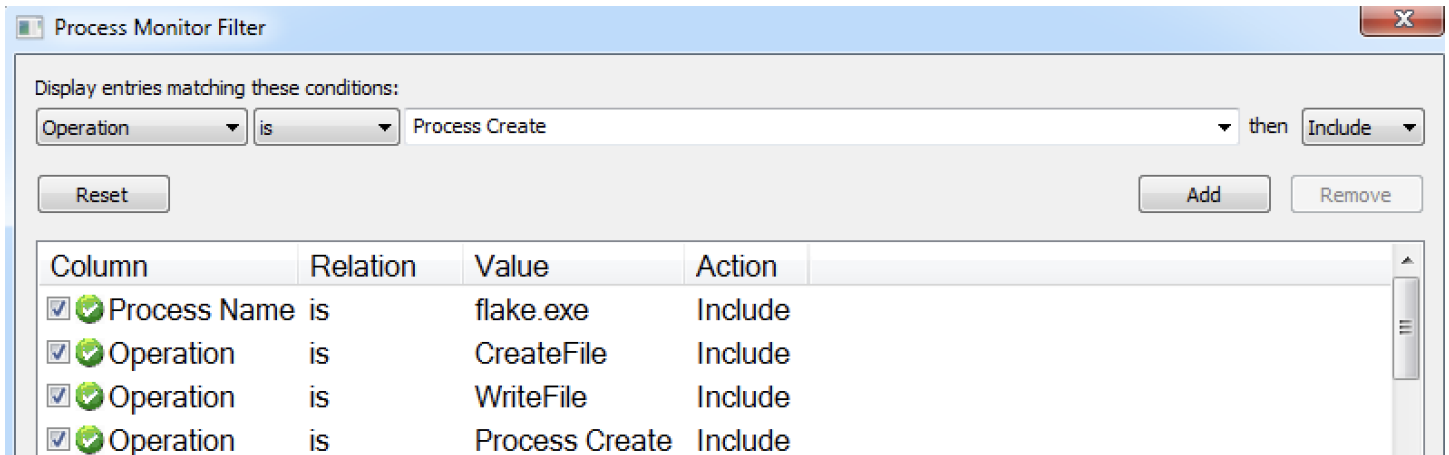 Process Monitor Filter
Display entries matching these conditions:
Operation is Process Create then Include
Reset Add Remove
Column Relation Value Action
Process Name is flake.exe Include
Operation is CreateFile Include
Operation is WriteFile Include
Operation is Process Create Include